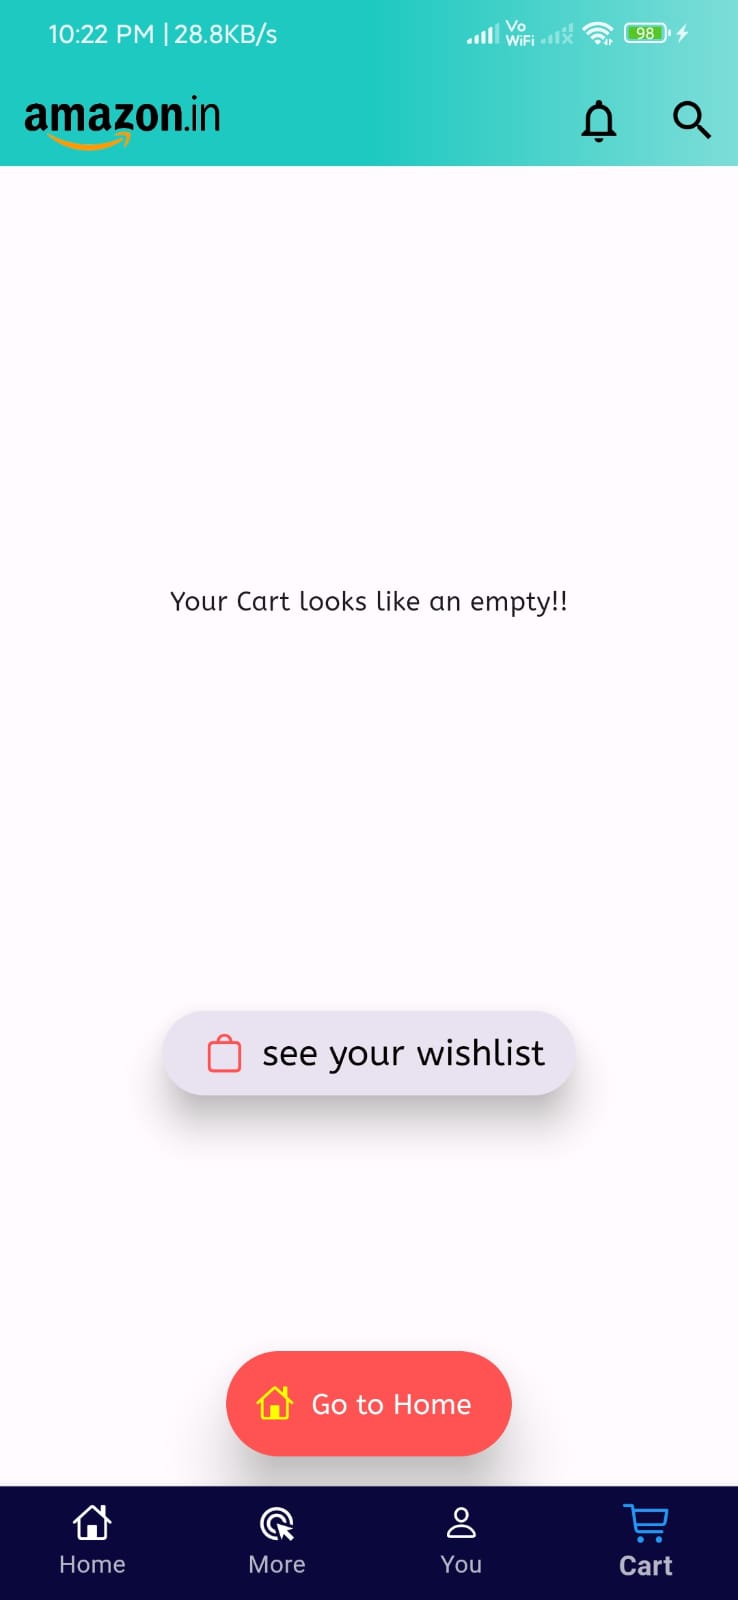 10:22 PM | 28.8KB/s Vo WiFi 98
amazon.in
Your Cart looks like an empty!!
see your wishlist
Go to Home
Home More You Cart